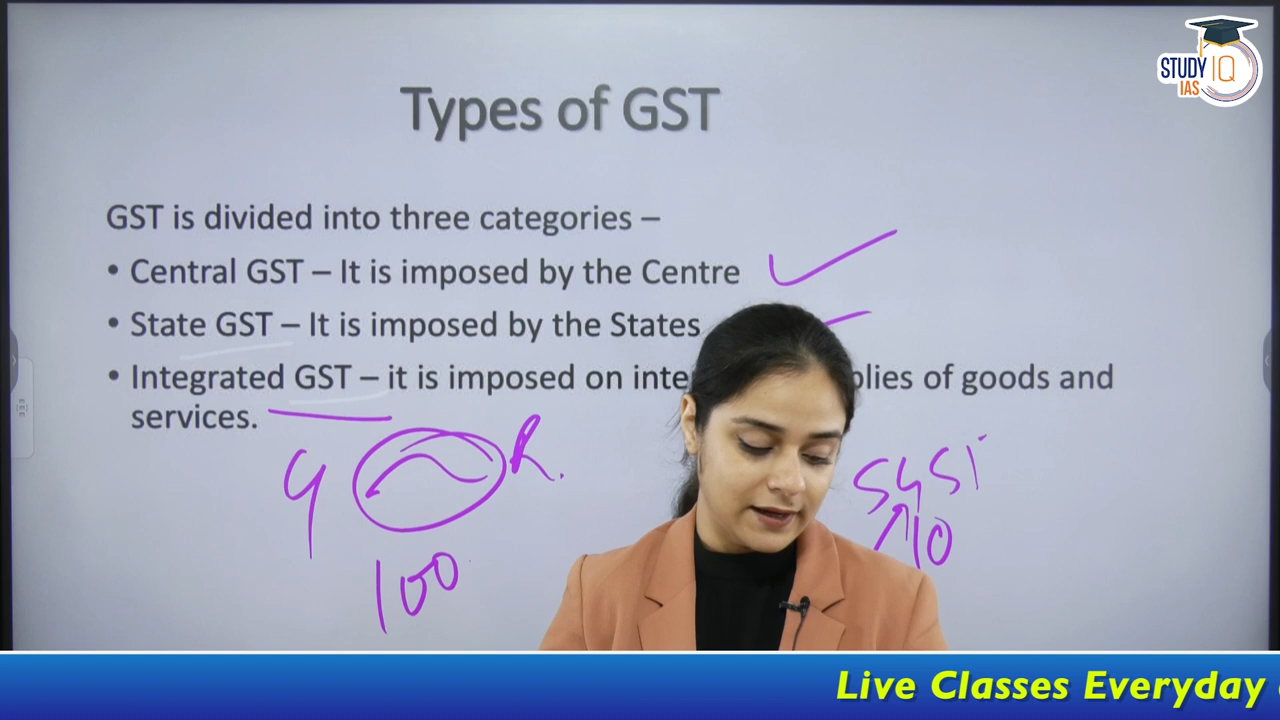 STUDY IQ
IAS
Types of GST
GST is divided into three categories –
• Central GST – It is imposed by the Centre
• State GST – It is imposed by the States
• Integrated GST – it is imposed on inte plies of goods and
services.
R.
100
10
Live Classes Everyday